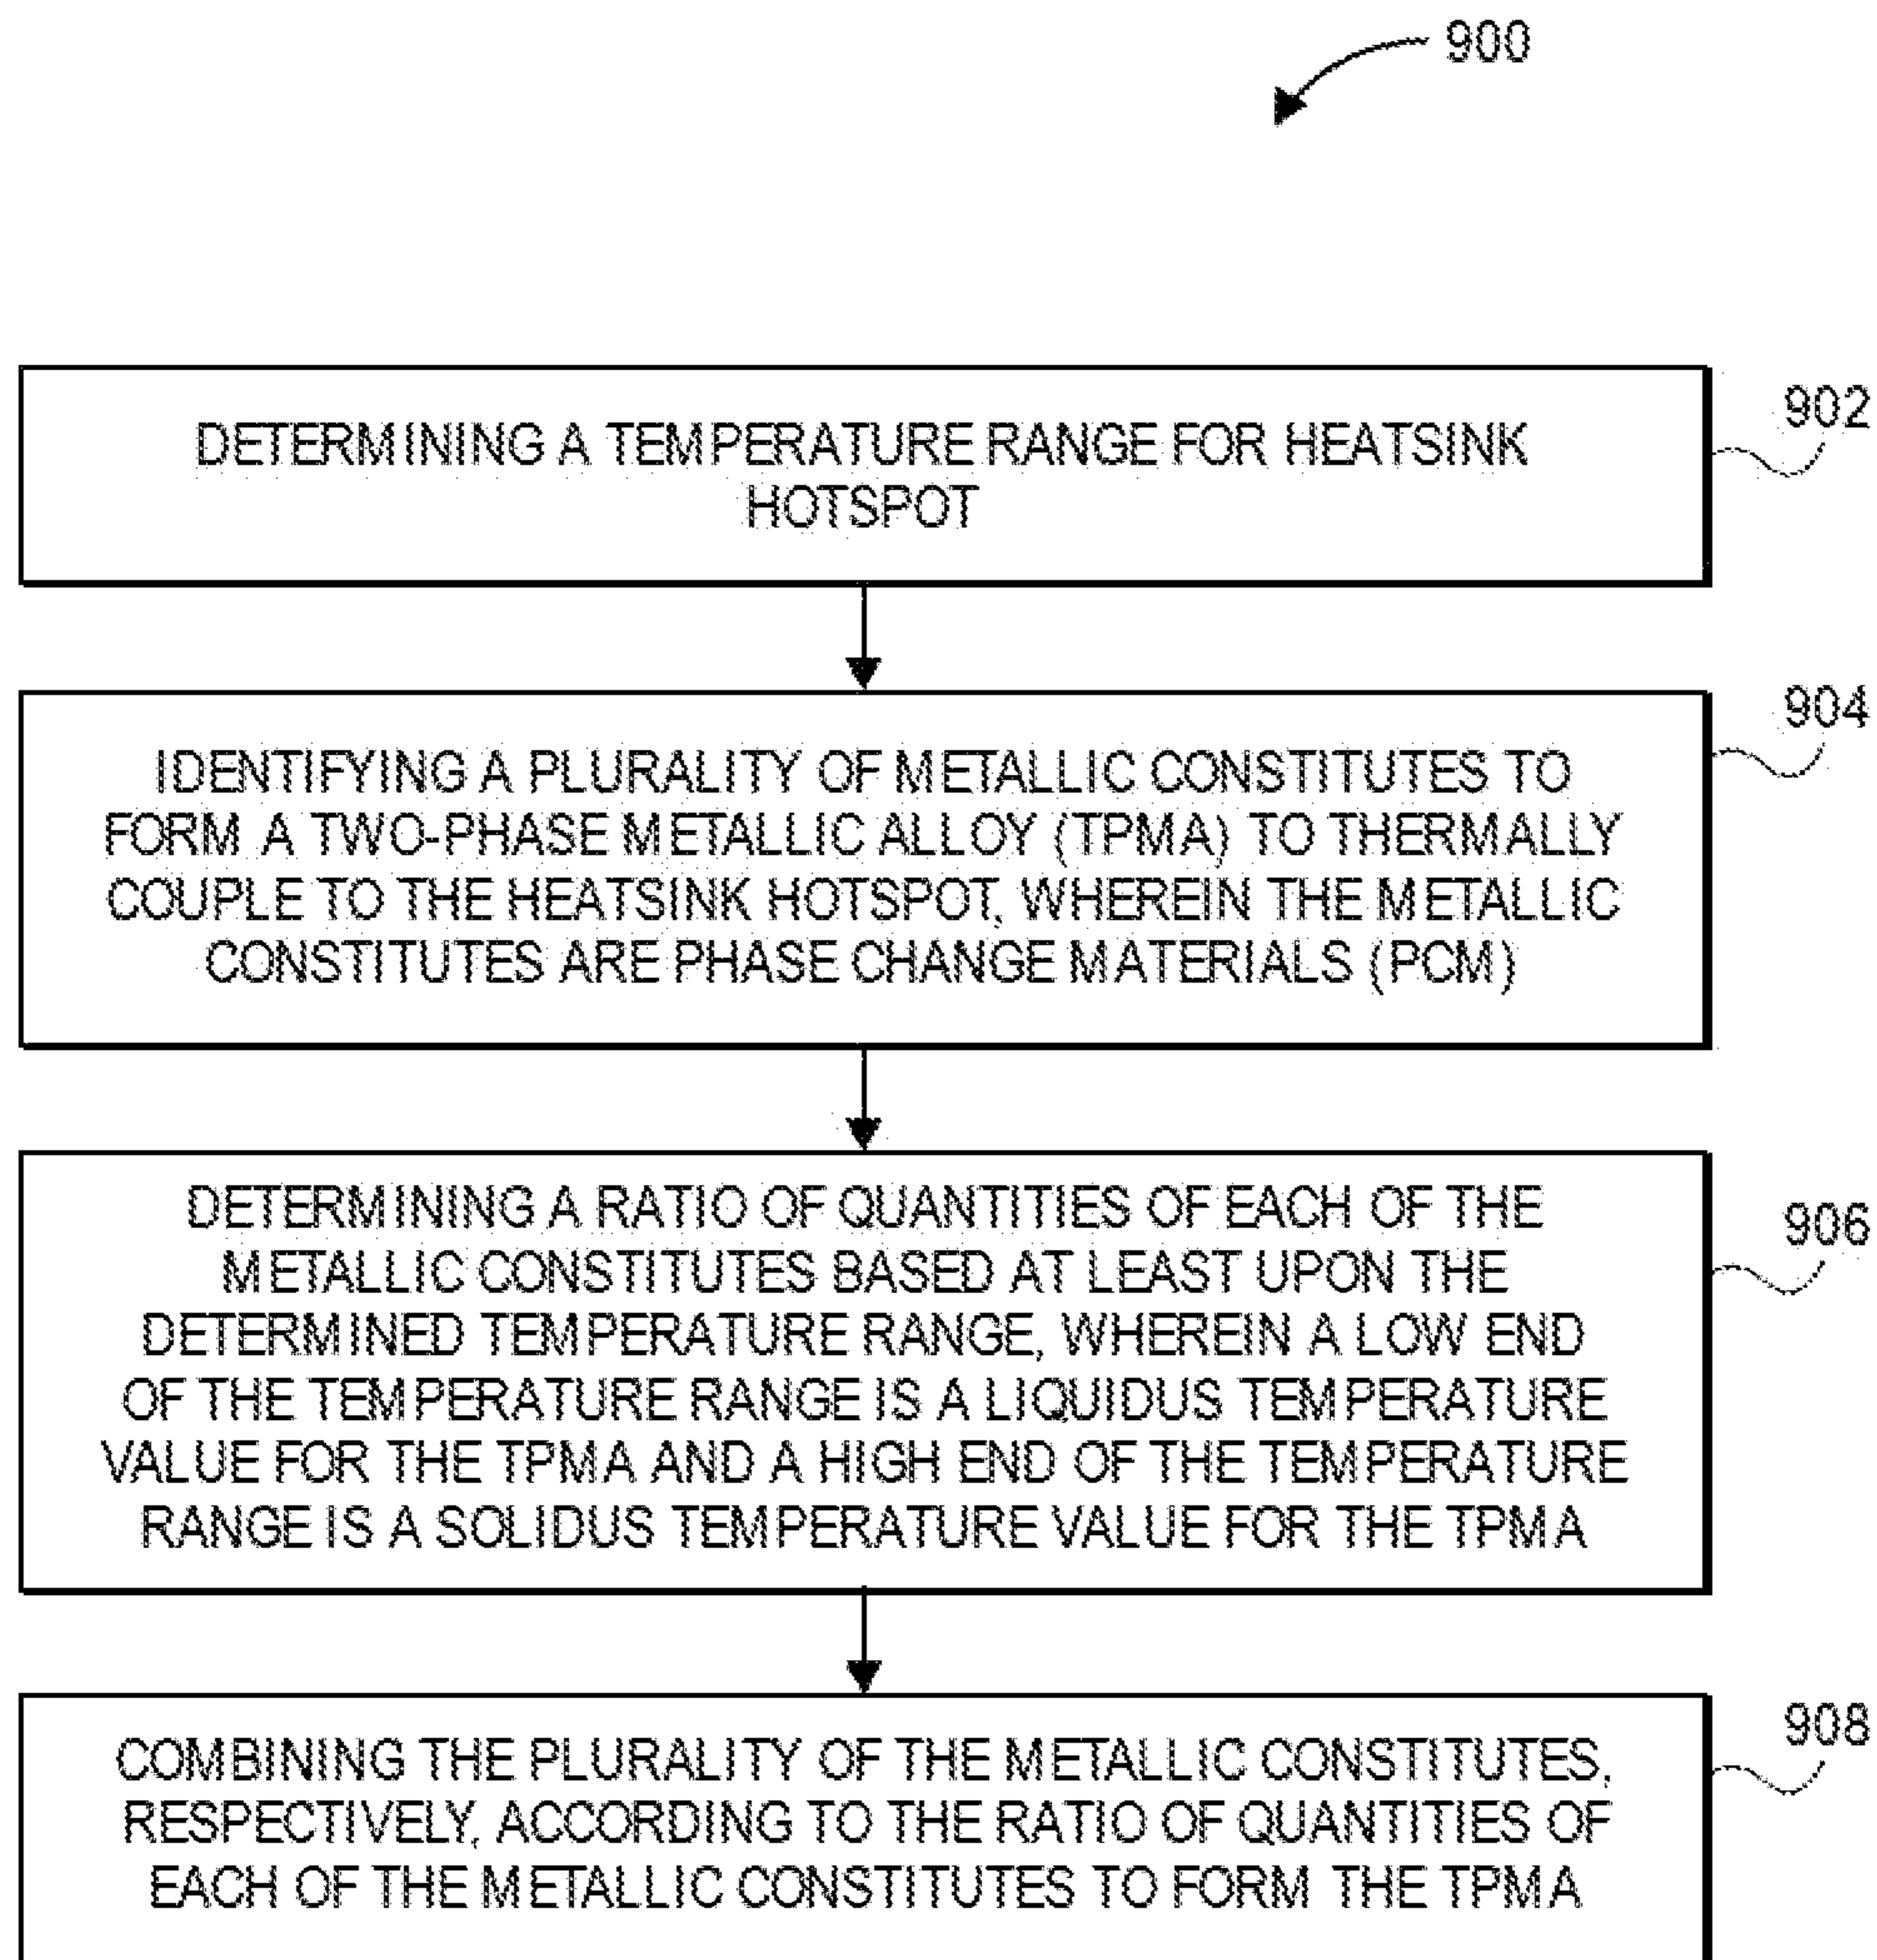 900
DETERMINING A TEMPERATURE RANGE FOR HEATSINK
HOTSPOT
902
IDENTIFYING A PLURALITY OF METALLIC CONSTITUTES TO
FORM A TWO-PHASE METALLIC ALLOY (TPMA) TO THERMALLY
COUPLE TO THE HEATSINK HOTSPOT, WHEREIN THE METALLIC
CONSTITUTES ARE PHASE CHANGE MATERIALS (PCM)
904
DETERMINING A RATIO OF QUANTITIES OF EACH OF THE
METALLIC CONSTITUTES BASED AT LEAST UPON THE
DETERMINED TEMPERATURE RANGE, WHEREIN A LOW END
OF THE TEMPERATURE RANGE IS A LIQUIDUS TEMPERATURE
VALUE FOR THE TPMA AND A HIGH END OF THE TEMPERATURE
RANGE IS A SOLIDUS TEMPERATURE VALUE FOR THE TPMA
906
COMBINING THE PLURALITY OF THE METALLIC CONSTITUTES,
RESPECTIVELY, ACCORDING TO THE RATIO OF QUANTITIES OF
EACH OF THE METALLIC CONSTITUTES TO FORM THE TPMA
908